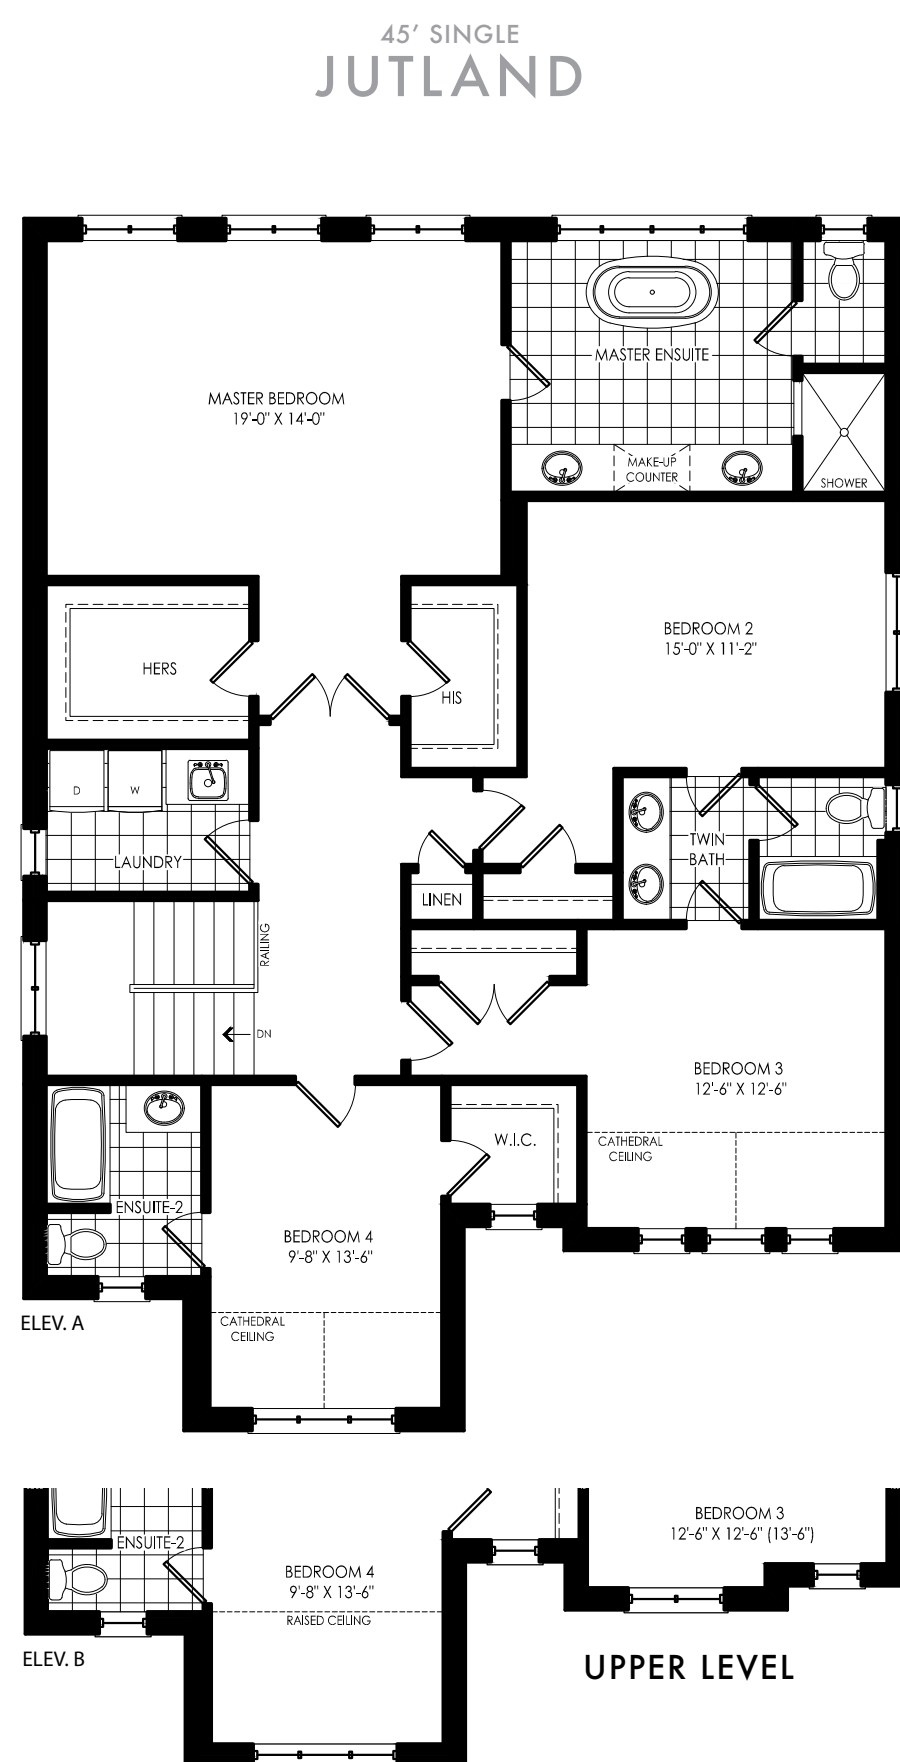 45' SINGLE
JUTLAND
MASTER ENSUITE
MASTER BEDROOM
19'-0" X 14'-0"
MAKE-UP
COUNTER
SHOWER
BEDROOM 2
15'-0" X 11'-2"
HERS
HIS
D
W
LAUNDRY
TWIN
BATH
LINEN
RAILING
DN
BEDROOM 3
12'-6" X 12'-6"
CATHEDRAL
CEILING
W.I.C.
ENSUITE-2
BEDROOM 4
9'-8" X 13'-6"
CATHEDRAL
CEILING
ELEV. A
BEDROOM 3
12'-6" X 12'-6" (13'-6")
ENSUITE-2
BEDROOM 4
9'-8" X 13'-6"
RAISED CEILING
ELEV. B
UPPER LEVEL